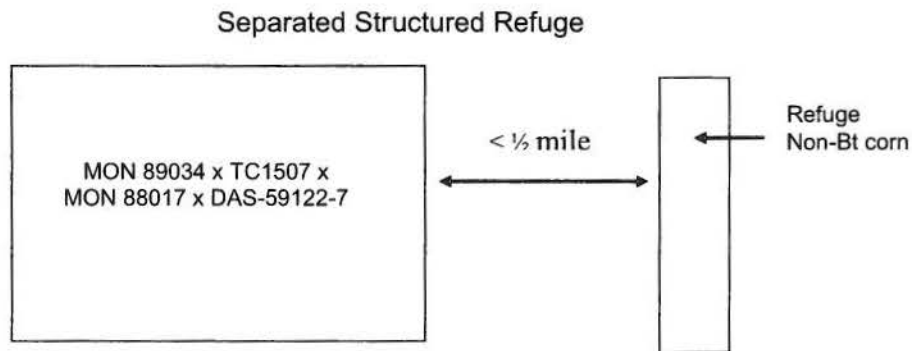 Separated Structured Refuge
MON 89034 x TC1507 x
MON 88017 x DAS-59122-7
< ½ mile
Refuge
Non-Bt corn